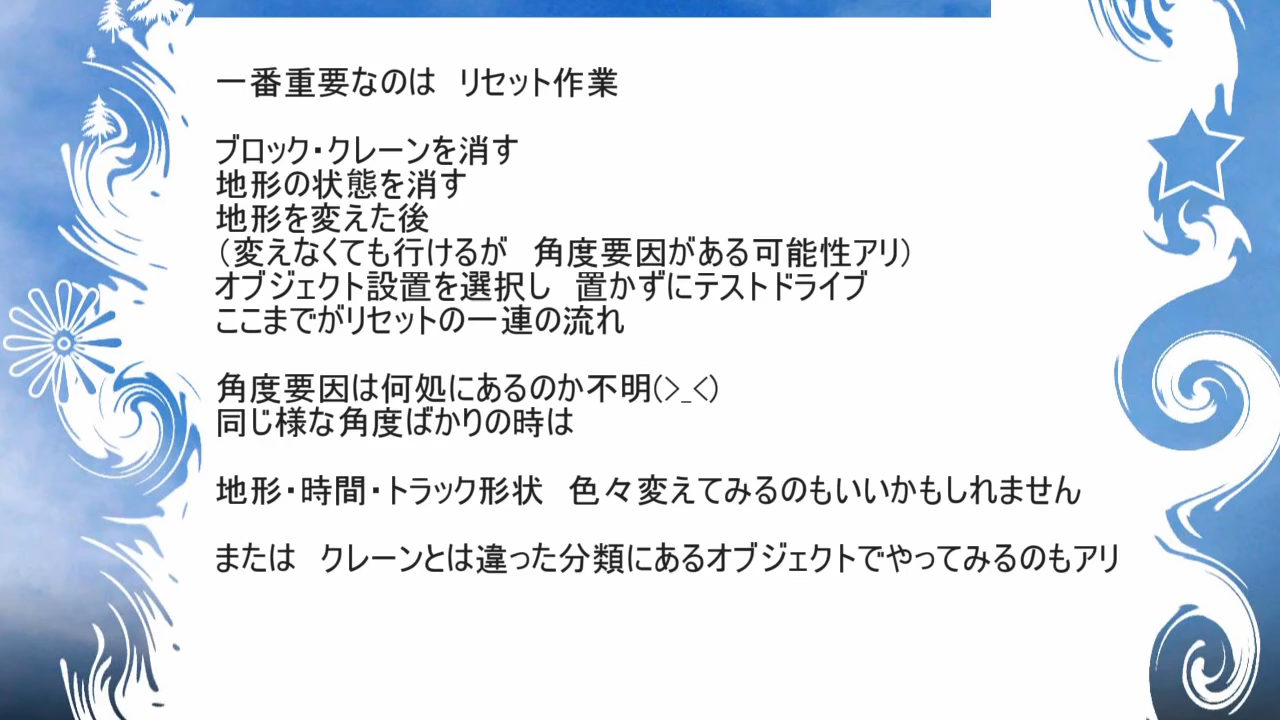 一番重要なのは　リセット作業
ブロック・クレーンを消す
地形の状態を消す
地形を変えた後
（変えなくても行けるが　角度要因がある可能性アリ）
オブジェクト設置を選択し　置かずにテストドライブ
ここまでがリセットの一連の流れ
角度要因は何処にあるのか不明(>_<)
同じ様な角度ばかりの時は
地形・時間・トラック形状　色々変えてみるのもいいかもしれません
または　クレーンとは違った分類にあるオブジェクトでやってみるのもアリ